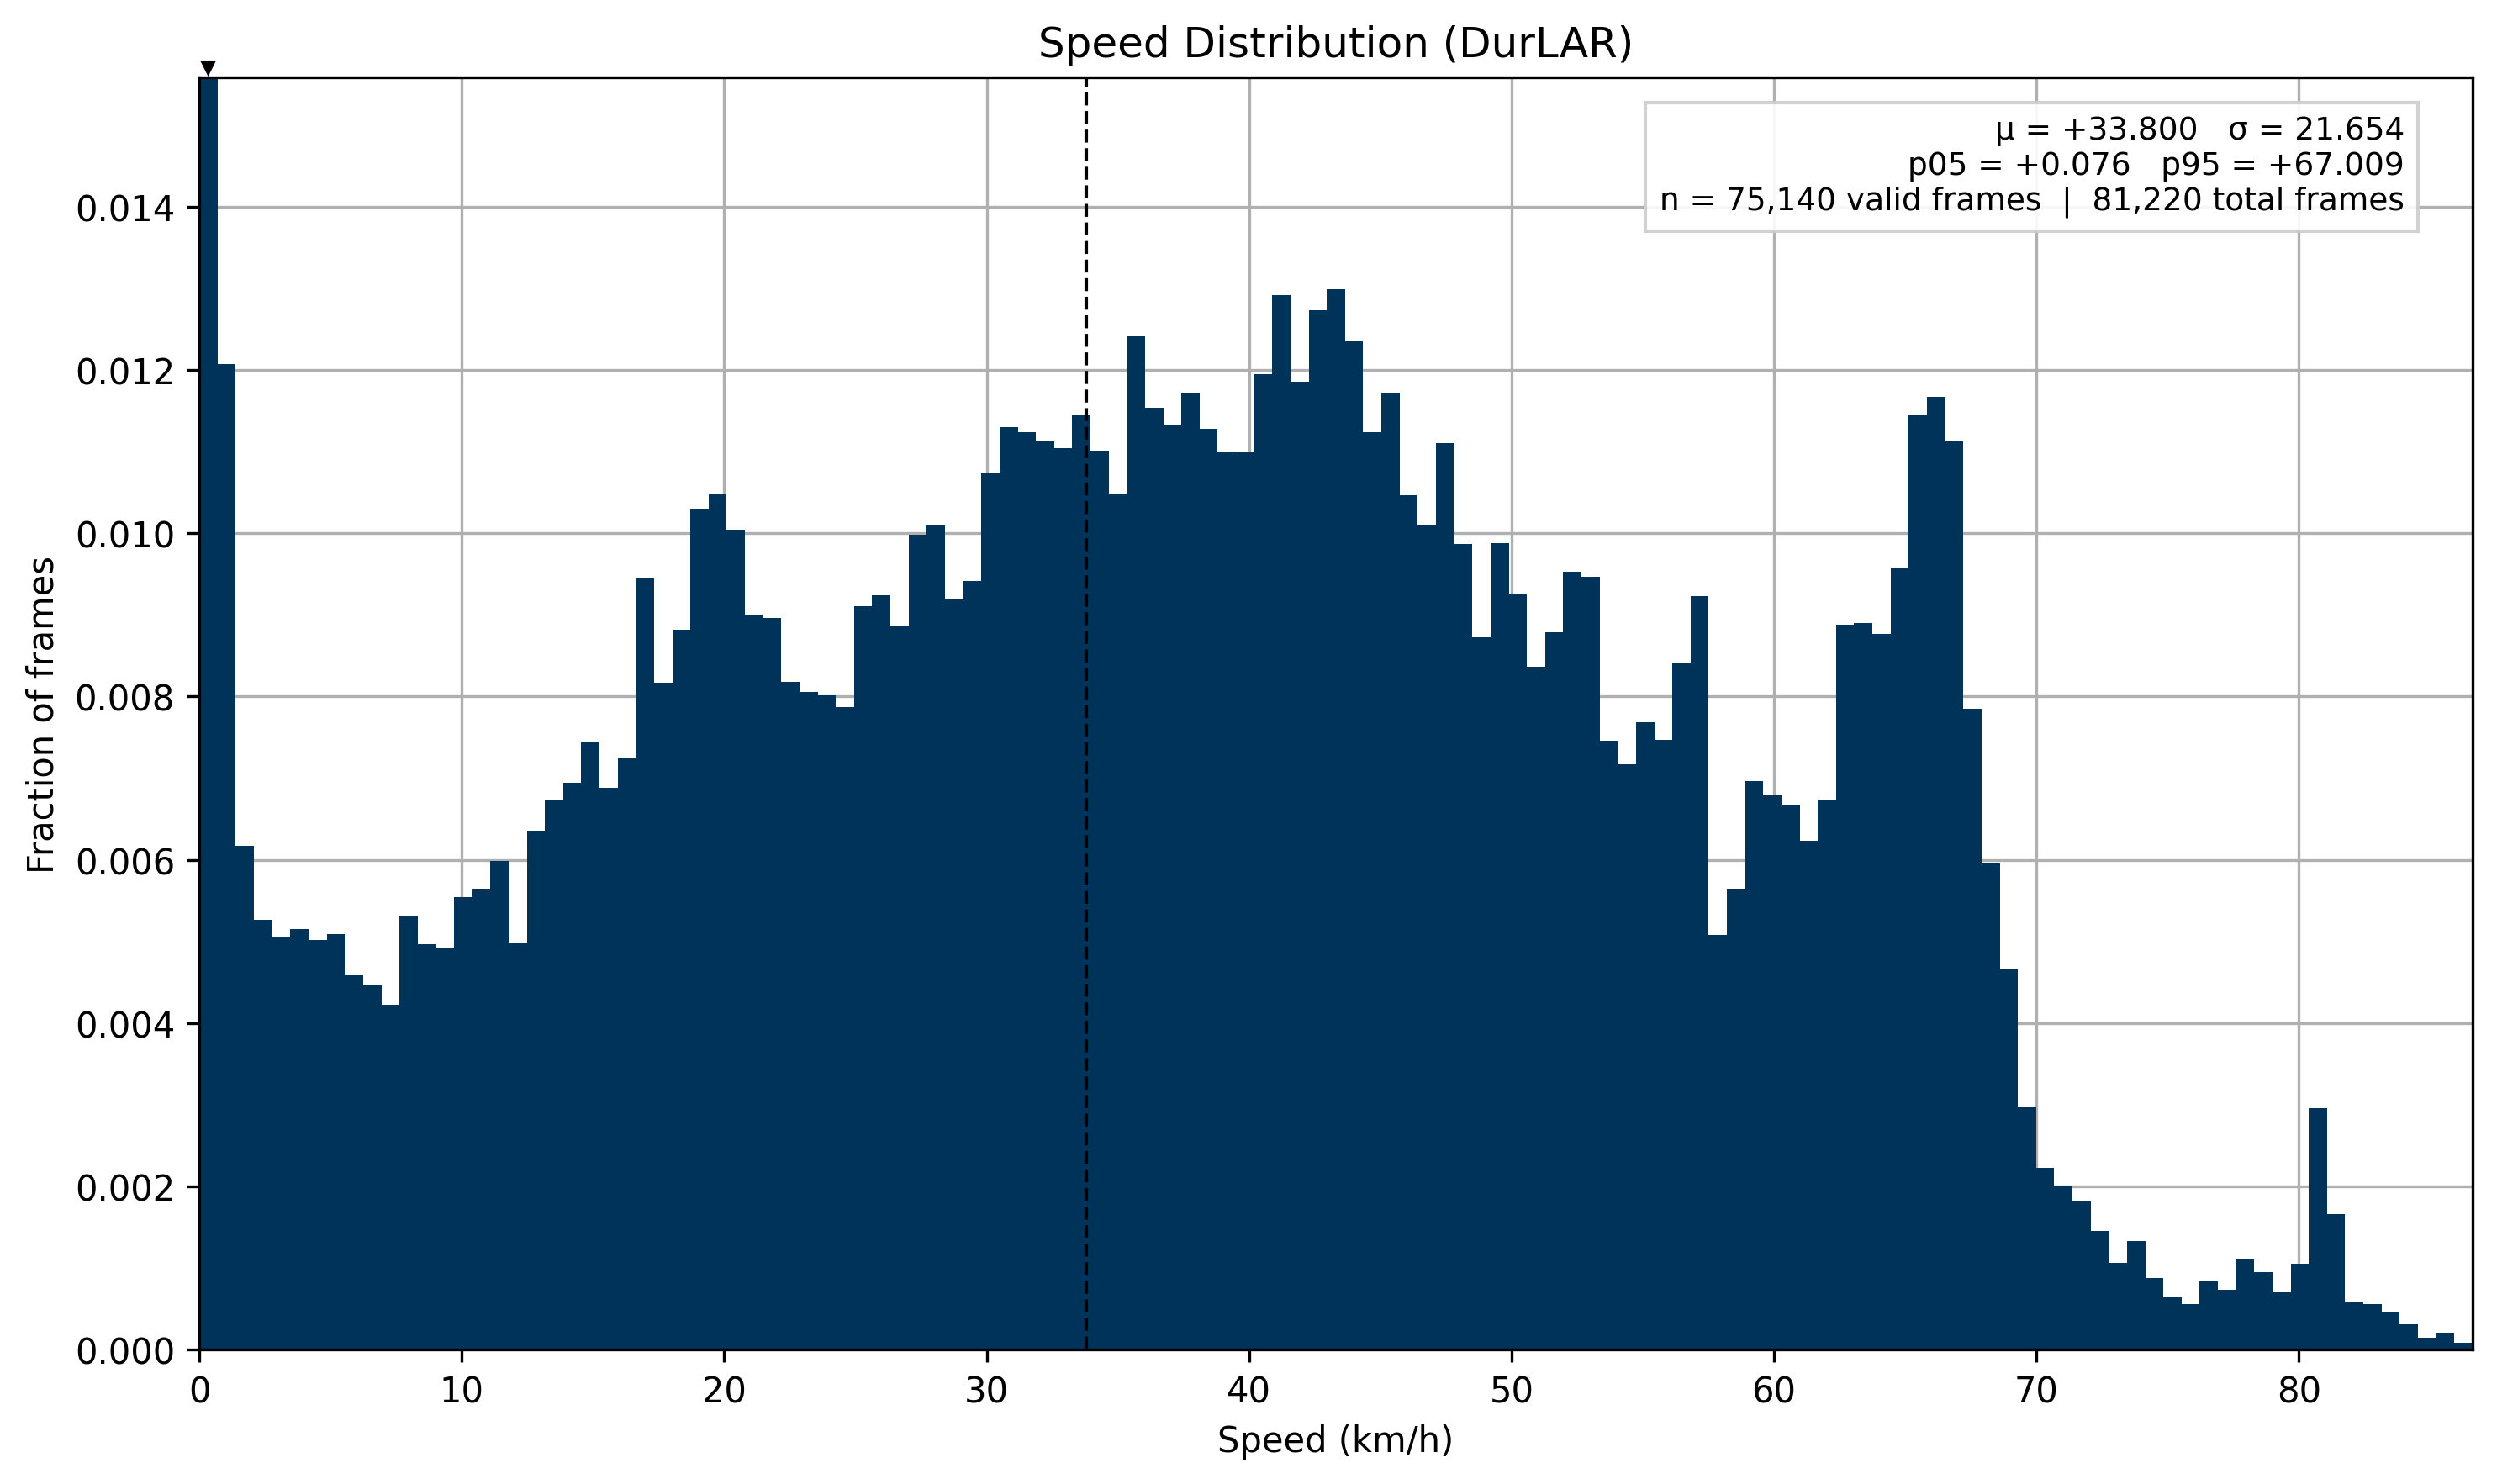 Speed Distribution (DurLAR)
μ = +33.800   σ = 21.654
p05 = +0.076   p95 = +67.009
n = 75,140 valid frames  |  81,220 total frames
Fraction of frames
0.014
0.012
0.010
0.008
0.006
0.004
0.002
0.000
0 10 20 30 40 50 60 70 80
Speed (km/h)